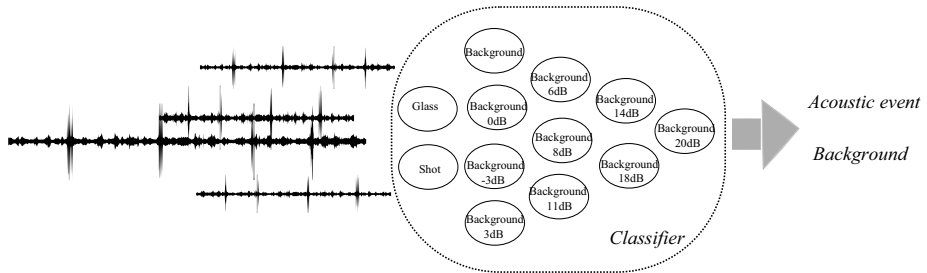 Background
Background
6dB
Background
14dB
Glass
Background
0dB
Background
20dB
Background
8dB
Shot
Background
-3dB
Background
18dB
Background
11dB
Background
3dB
Classifier
Acoustic event
Background